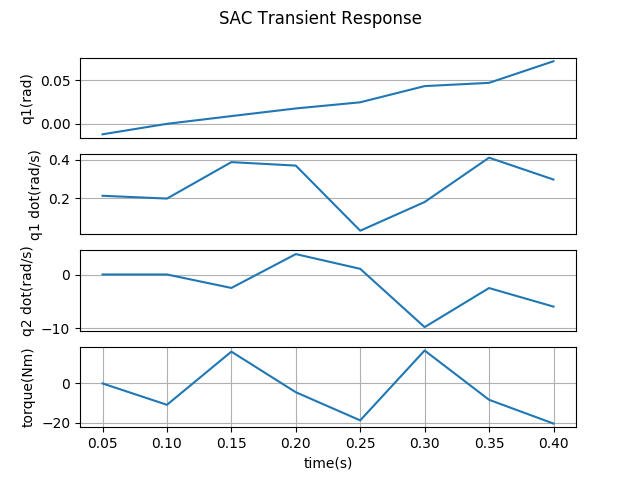 SAC Transient Response
q1(rad)
0.05
0.00
q1 dot(rad/s)
0.4
0.2
q2 dot(rad/s)
0
−10
torque(Nm)
0
−20
0.05 0.10 0.15 0.20 0.25 0.30 0.35 0.40
time(s)